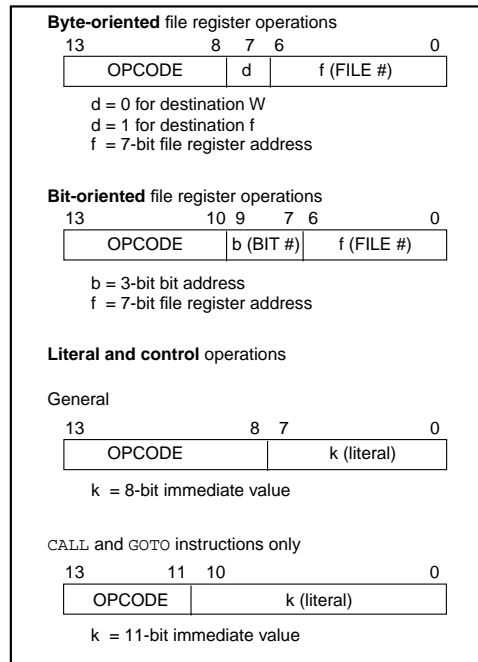 Byte-oriented file register operations
13 8 7 6 0
OPCODE d f (FILE #)
d = 0 for destination W
d = 1 for destination f
f = 7-bit file register address
Bit-oriented file register operations
13 10 9 7 6 0
OPCODE b (BIT #) f (FILE #)
b = 3-bit bit address
f = 7-bit file register address
Literal and control operations
General
13 8 7 0
OPCODE k (literal)
k = 8-bit immediate value
CALL and GOTO instructions only
13 11 10 0
OPCODE k (literal)
k = 11-bit immediate value